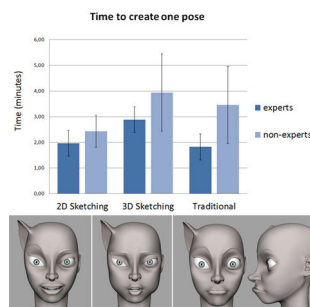 Time to create one pose
Time (minutes)
6,00
5,00
4,00
3,00
2,00
1,00
0,00
2D Sketching
3D Sketching
Traditional
experts
non-experts